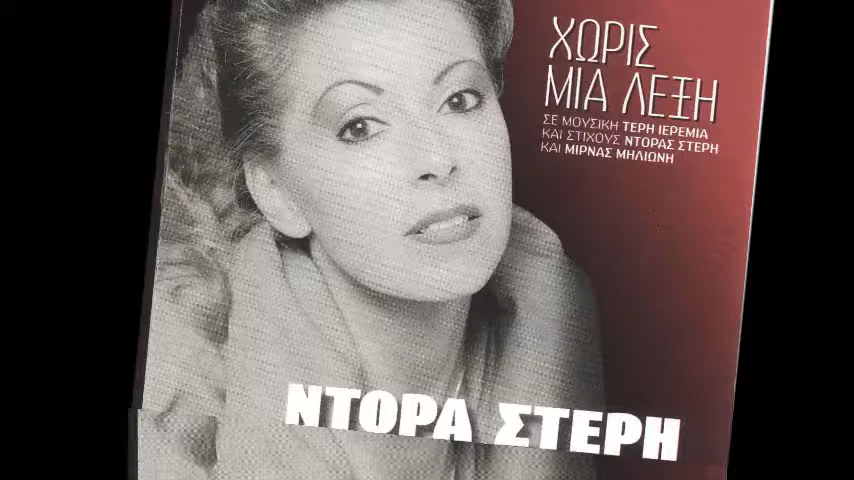 ΧΩΡΙΣ
ΜΙΑ ΛΕΞΗ
ΣΕ ΜΟΥΣΙΚΗ ΤΕΡΗ ΙΕΡΕΜΙΑ
ΚΑΙ ΣΤΙΧΟΥΣ ΝΤΟΡΑΣ ΣΤΕΡΗ
ΚΑΙ ΜΙΡΝΑΣ ΜΗΛΙΩΝΗ
ΝΤΟΡΑ ΣΤΕΡΗ